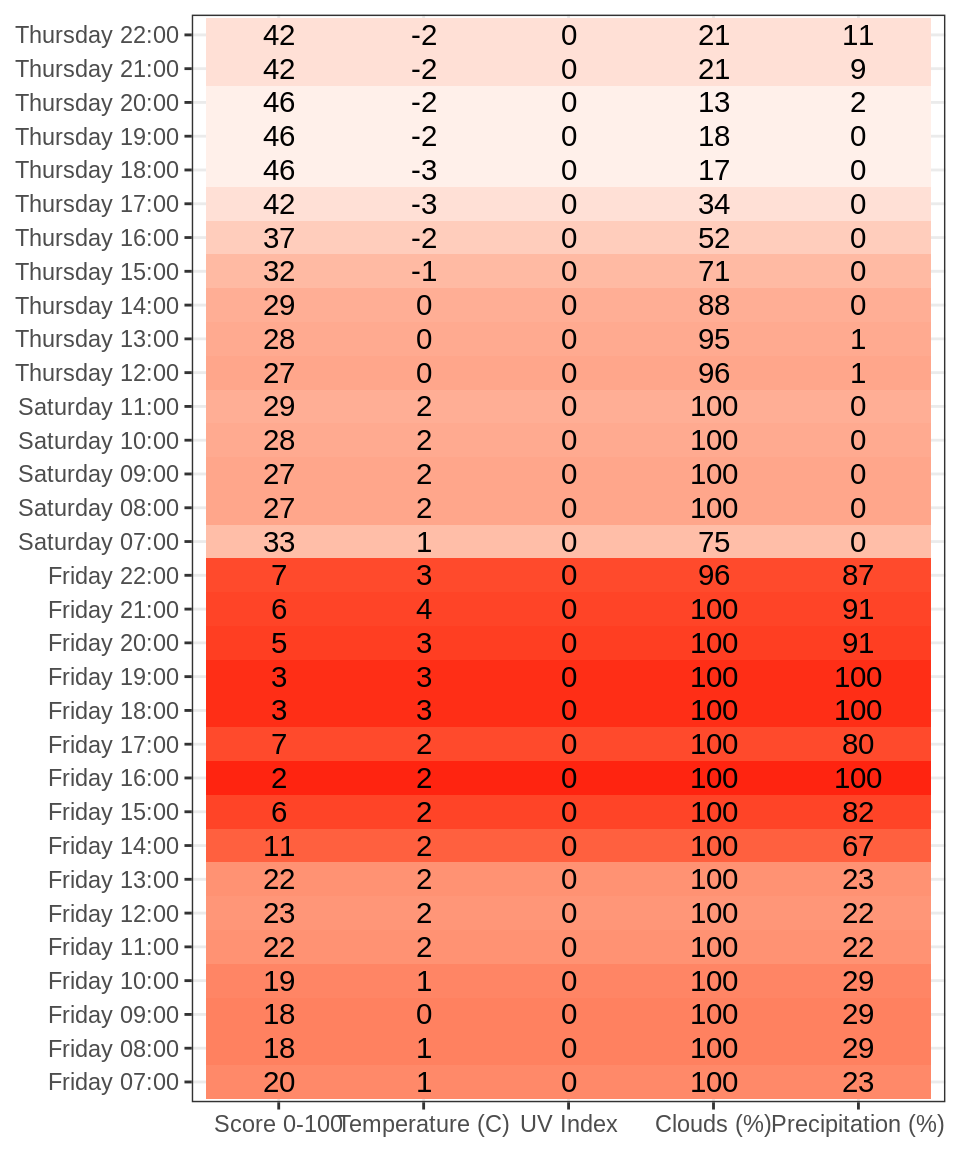 Thursday 22:00 42 -2 0 21 11
Thursday 21:00 42 -2 0 21 9
Thursday 20:00 46 -2 0 13 2
Thursday 19:00 46 -2 0 18 0
Thursday 18:00 46 -3 0 17 0
Thursday 17:00 42 -3 0 34 0
Thursday 16:00 37 -2 0 52 0
Thursday 15:00 32 -1 0 71 0
Thursday 14:00 29 0 0 88 0
Thursday 13:00 28 0 0 95 1
Thursday 12:00 27 0 0 96 1
Saturday 11:00 29 2 0 100 0
Saturday 10:00 28 2 0 100 0
Saturday 09:00 27 2 0 100 0
Saturday 08:00 27 2 0 100 0
Saturday 07:00 33 1 0 75 0
Friday 22:00 7 3 0 96 87
Friday 21:00 6 4 0 100 91
Friday 20:00 5 3 0 100 91
Friday 19:00 3 3 0 100 100
Friday 18:00 3 3 0 100 100
Friday 17:00 7 2 0 100 80
Friday 16:00 2 2 0 100 100
Friday 15:00 6 2 0 100 82
Friday 14:00 11 2 0 100 67
Friday 13:00 22 2 0 100 23
Friday 12:00 23 2 0 100 22
Friday 11:00 22 2 0 100 22
Friday 10:00 19 1 0 100 29
Friday 09:00 18 0 0 100 29
Friday 08:00 18 1 0 100 29
Friday 07:00 20 1 0 100 23
Score 0-100 Temperature (C) UV Index Clouds (%) Precipitation (%)